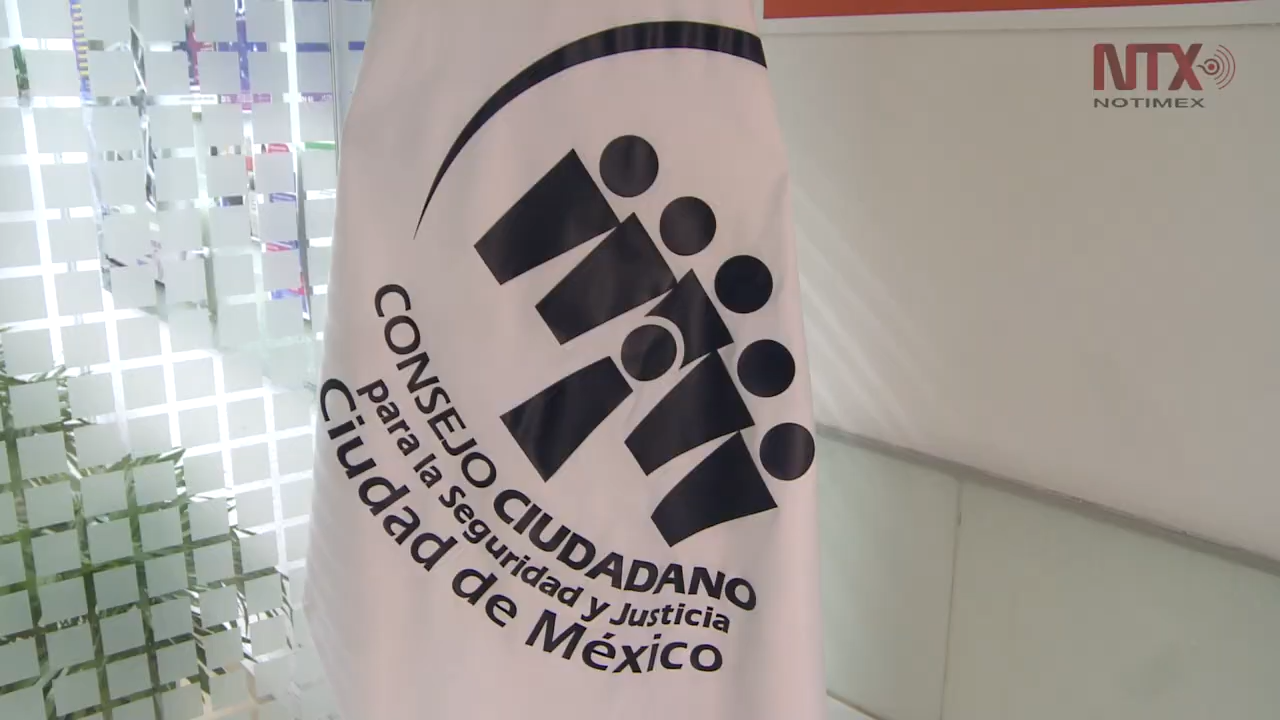 NTX
NOTIMEX
CONSEJO CIUDADANO
para la Seguridad y Justicia
Ciudad de México